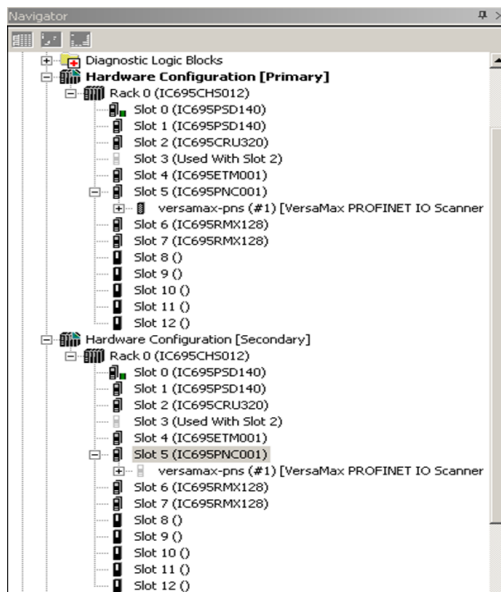 Navigator
Diagnostic Logic Blocks
Hardware Configuration [Primary]
Rack 0 (IC695CHS012)
Slot 0 (IC695PSD140)
Slot 1 (IC695PSD140)
Slot 2 (IC695CRU320)
Slot 3 (Used With Slot 2)
Slot 4 (IC695ETM001)
Slot 5 (IC695PNC001)
versamax-pns (#1) [VersaMax PROFINET IO Scanner
Slot 6 (IC695RMX128)
Slot 7 (IC695RMX128)
Slot 8 ()
Slot 9 ()
Slot 10 ()
Slot 11 ()
Slot 12 ()
Hardware Configuration [Secondary]
Rack 0 (IC695CHS012)
Slot 0 (IC695PSD140)
Slot 1 (IC695PSD140)
Slot 2 (IC695CRU320)
Slot 3 (Used With Slot 2)
Slot 4 (IC695ETM001)
Slot 5 (IC695PNC001)
versamax-pns (#1) [VersaMax PROFINET IO Scanner
Slot 6 (IC695RMX128)
Slot 7 (IC695RMX128)
Slot 8 ()
Slot 9 ()
Slot 10 ()
Slot 11 ()
Slot 12 ()